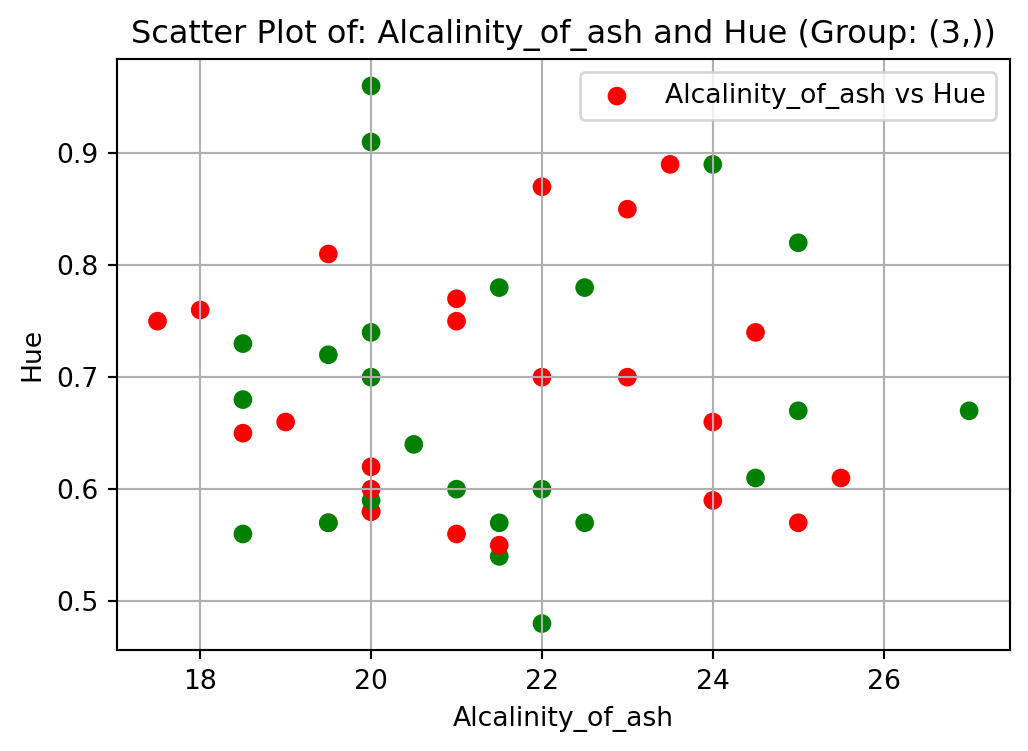 Scatter Plot of: Alcalinity_of_ash and Hue (Group: (3,))
Alcalinity_of_ash vs Hue
0.9
0.8
0.7
0.6
0.5
Hue
18 20 22 24 26
Alcalinity_of_ash